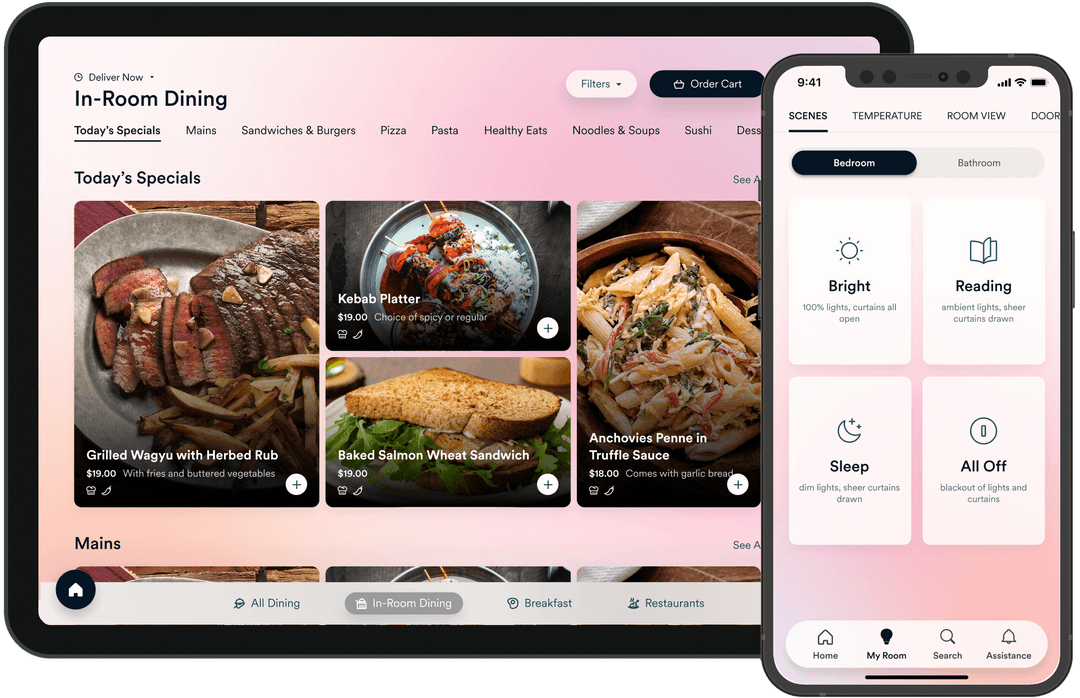 Deliver Now
In-Room Dining
Filters
Order Cart
Today's Specials
Mains
Sandwiches & Burgers
Pizza
Pasta
Healthy Eats
Noodles & Soups
Sushi
Dess
Today's Specials
See A
Grilled Wagyu with Herbed Rub
$19.00 With fries and buttered vegetables
Kebab Platter
$19.00 Choice of spicy or regular
Baked Salmon Wheat Sandwich
$19.00
Anchovies Penne in
Truffle Sauce
$18.00 Comes with garlic bread
Mains
See A
All Dining
In-Room Dining
Breakfast
Restaurants
9:41
SCENES
TEMPERATURE
ROOM VIEW
DOOR
Bedroom
Bathroom
Bright
100% lights, curtains all
open
Reading
ambient lights, sheer
curtains drawn
Sleep
dim lights, sheer curtains
drawn
All Off
blackout of lights and
curtains
Home
My Room
Search
Assistance